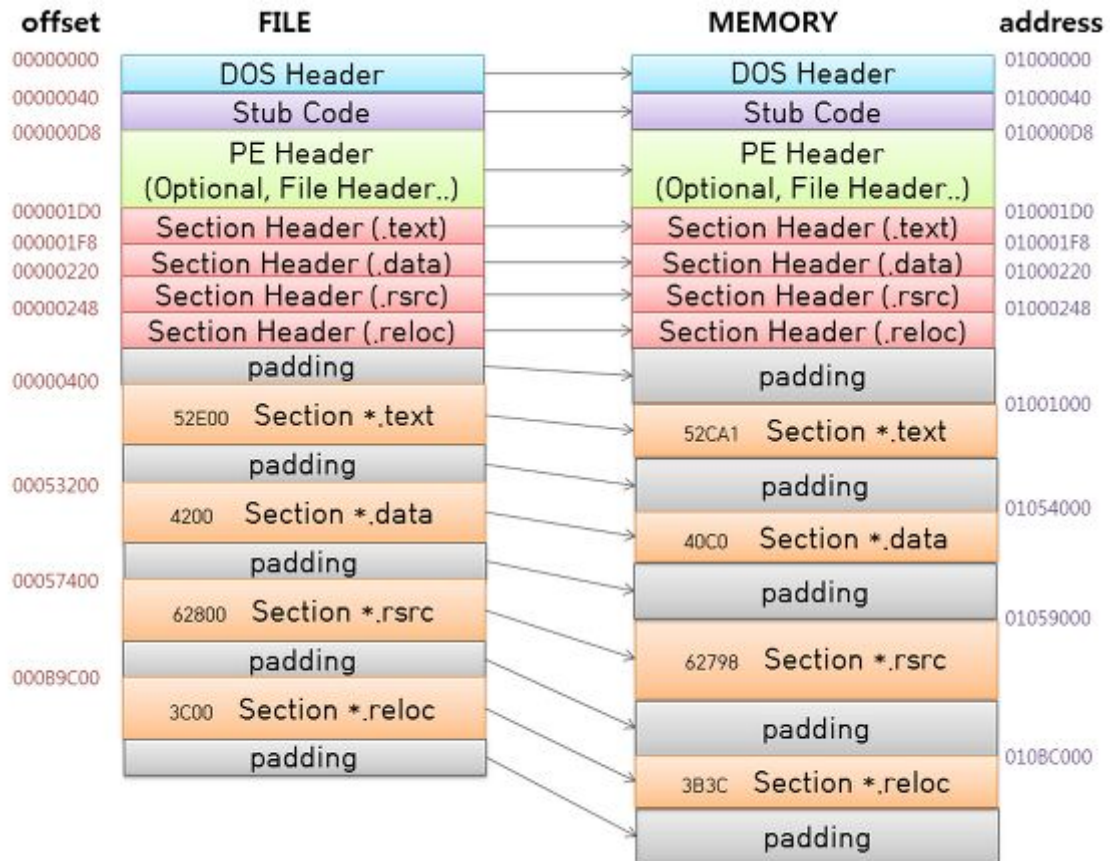 offset FILE MEMORY address
00000000 DOS Header DOS Header 01000000
00000040 Stub Code Stub Code 01000040
000000D8 PE Header PE Header 010000D8
(Optional, File Header..) (Optional, File Header..)
000001D0 Section Header (.text) Section Header (.text) 010001D0
000001F8 Section Header (.data) Section Header (.data) 010001F8
00000220 Section Header (.rsrc) Section Header (.rsrc) 01000220
00000248 Section Header (.reloc) Section Header (.reloc) 01000248
padding padding
00000400 52E00 Section *.text 52CA1 Section *.text 01001000
padding padding
00053200 4200 Section *.data 40C0 Section *.data 01054000
padding padding
00057400 62800 Section *.rsrc 62798 Section *.rsrc 01059000
padding padding
000B9C00 3C00 Section *.reloc 3B3C Section *.reloc 010BC000
padding padding